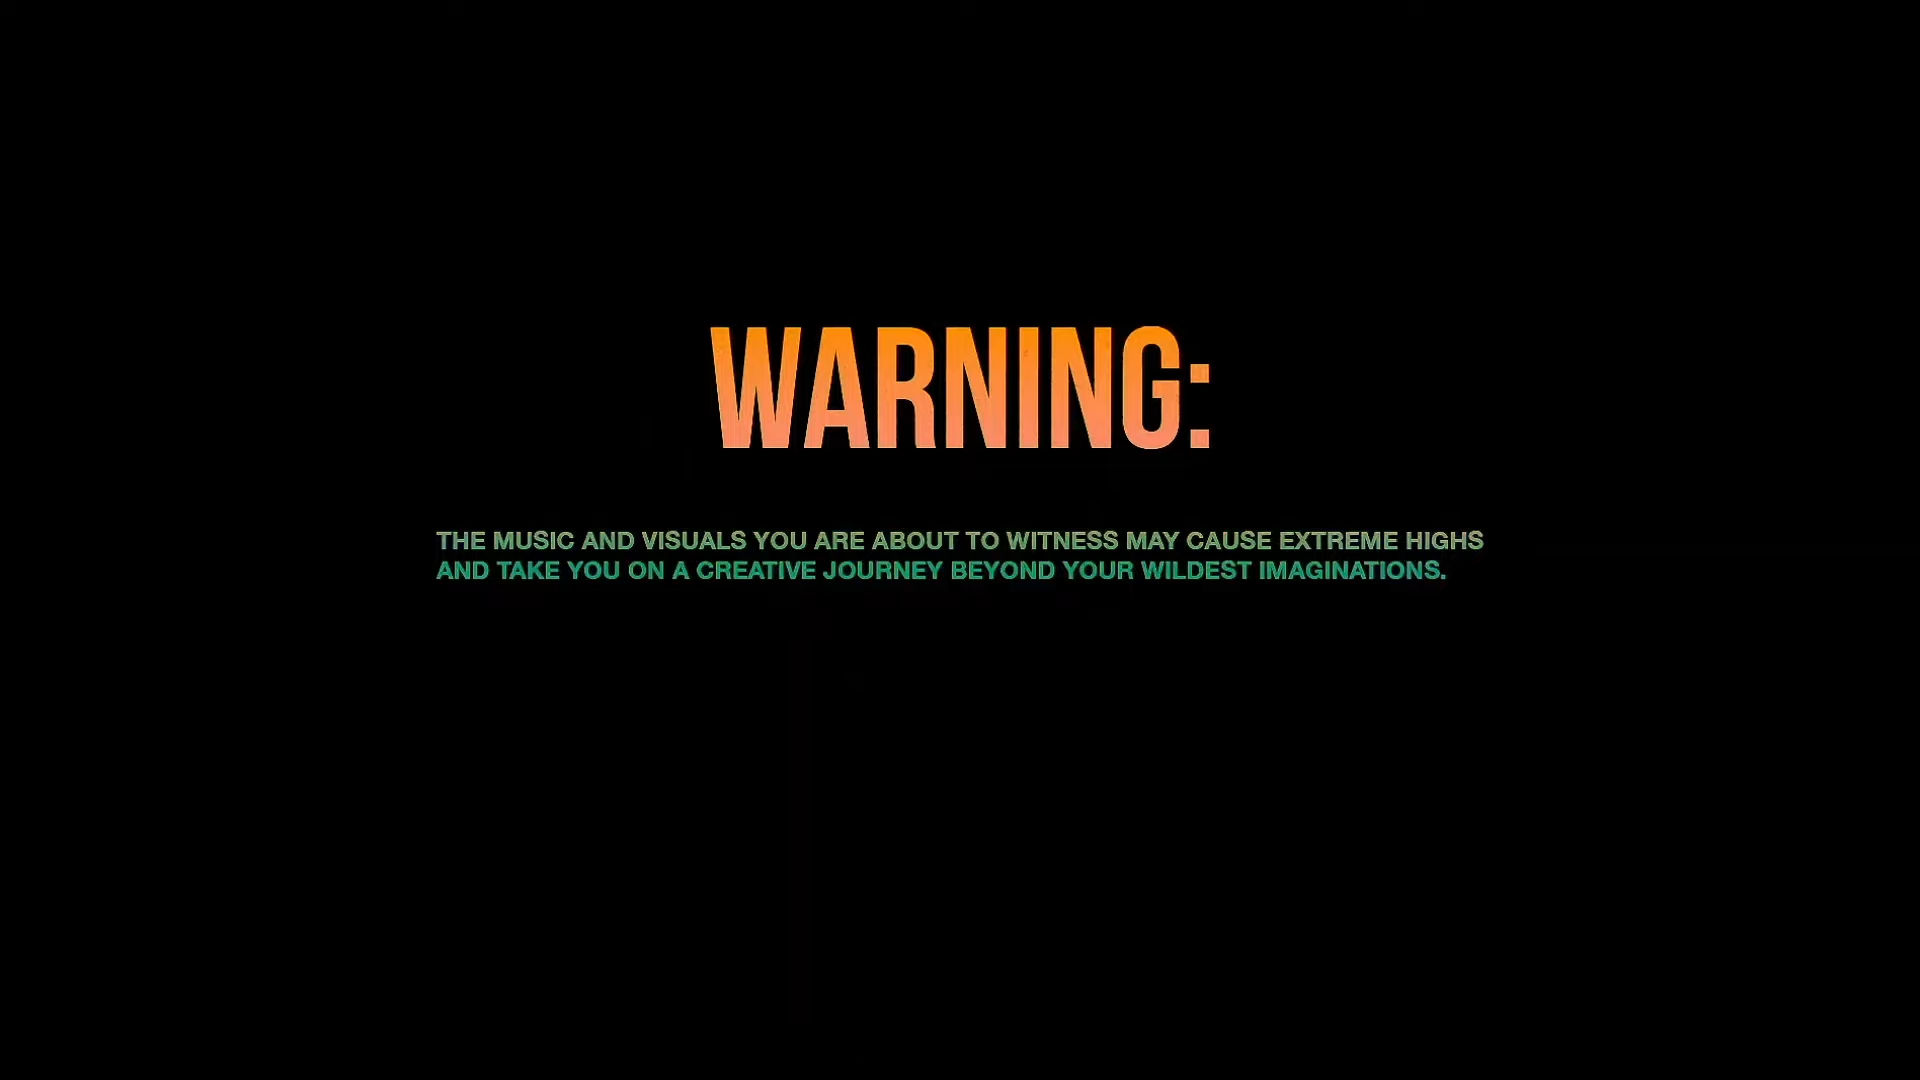 WARNING:
THE MUSIC AND VISUALS YOU ARE ABOUT TO WITNESS MAY CAUSE EXTREME HIGHS
AND TAKE YOU ON A CREATIVE JOURNEY BEYOND YOUR WILDEST IMAGINATIONS.